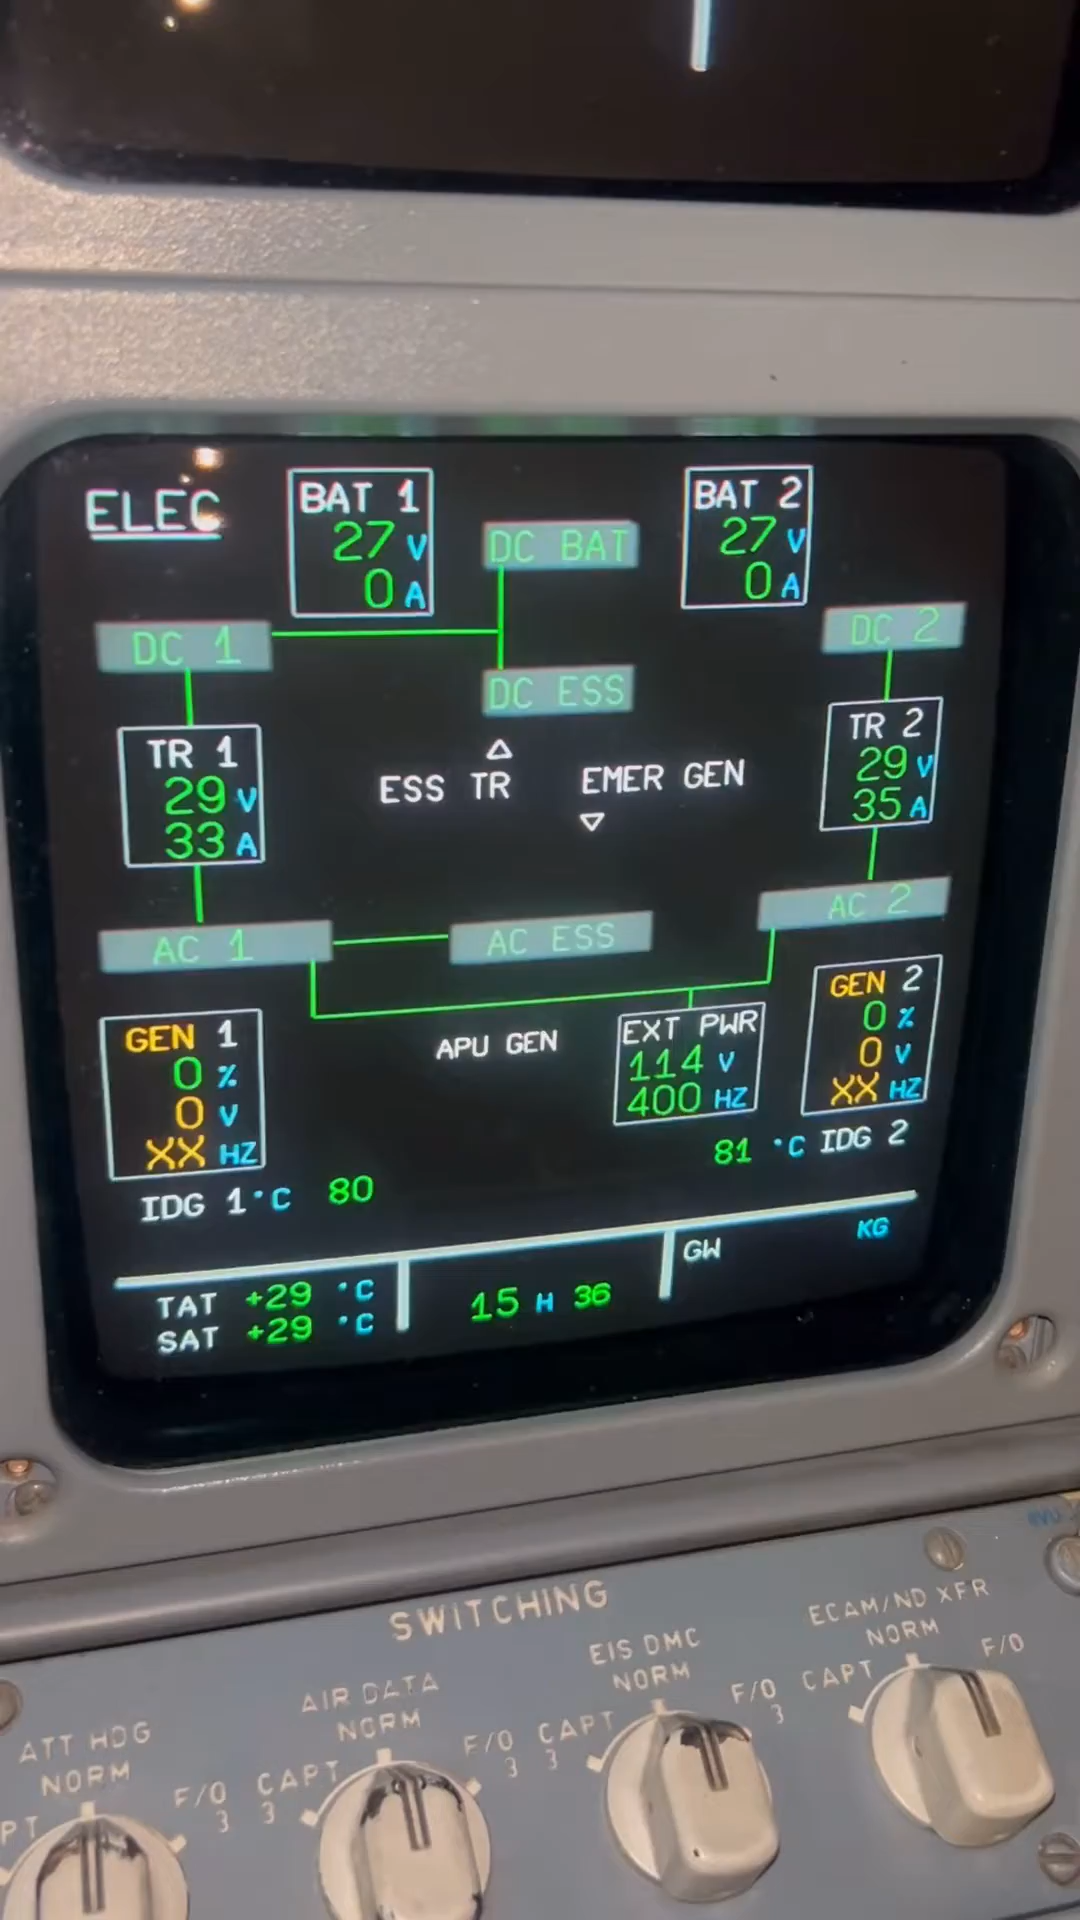 ELEC
BAT 1
27 V
0 A
DC BAT
BAT 2
27 V
0 A
DC 1
DC 2
DC ESS
TR 1
29 V
33 A
ESS TR
EMER GEN
TR 2
29 V
35 A
AC 1
AC ESS
AC 2
GEN 1
0 %
0 V
XX HZ
APU GEN
EXT PWR
114 V
400 HZ
GEN 2
0 %
0 V
XX HZ
IDG 1 °C 80
81 °C IDG 2
TAT +29 °C
SAT +29 °C
15 H 36
GW KG
SWITCHING
ATT HDG
NORM
F/O
3
AIR DATA
NORM
CAPT
3
F/O
3
EIS DMC
NORM
CAPT
3
F/O
3
ECAM/ND XFR
NORM
CAPT
F/O